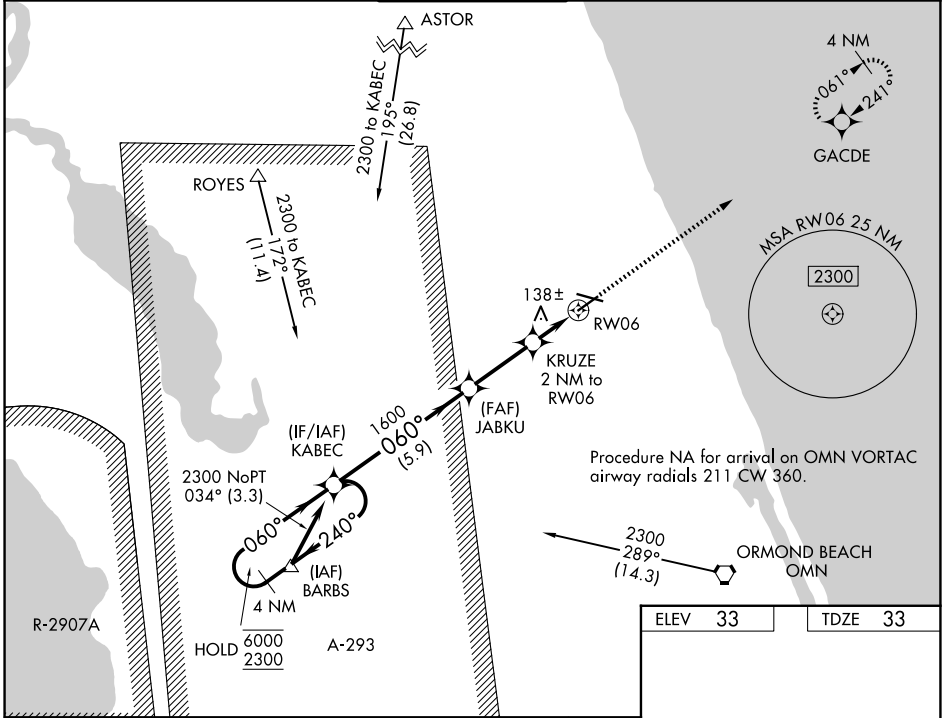 ASTOR
2300 to KABEC
195°
(26.8)
4 NM
061°
241°
GACDE
ROYES
2300 to KABEC
172°
(11.4)
MSA RW06 25 NM
2300
138±
RW06
KRUZE
2 NM to
RW06
(FAF)
JABKU
1600
060°
(5.9)
(IF/IAF)
KABEC
2300 NoPT
034° (3.3)
060°
240°
(IAF)
BARBS
4 NM
HOLD 6000
2300
A-293
R-2907A
Procedure NA for arrival on OMN VORTAC
airway radials 211 CW 360.
2300
289°
(14.3)
ORMOND BEACH
OMN
ELEV 33
TDZE 33